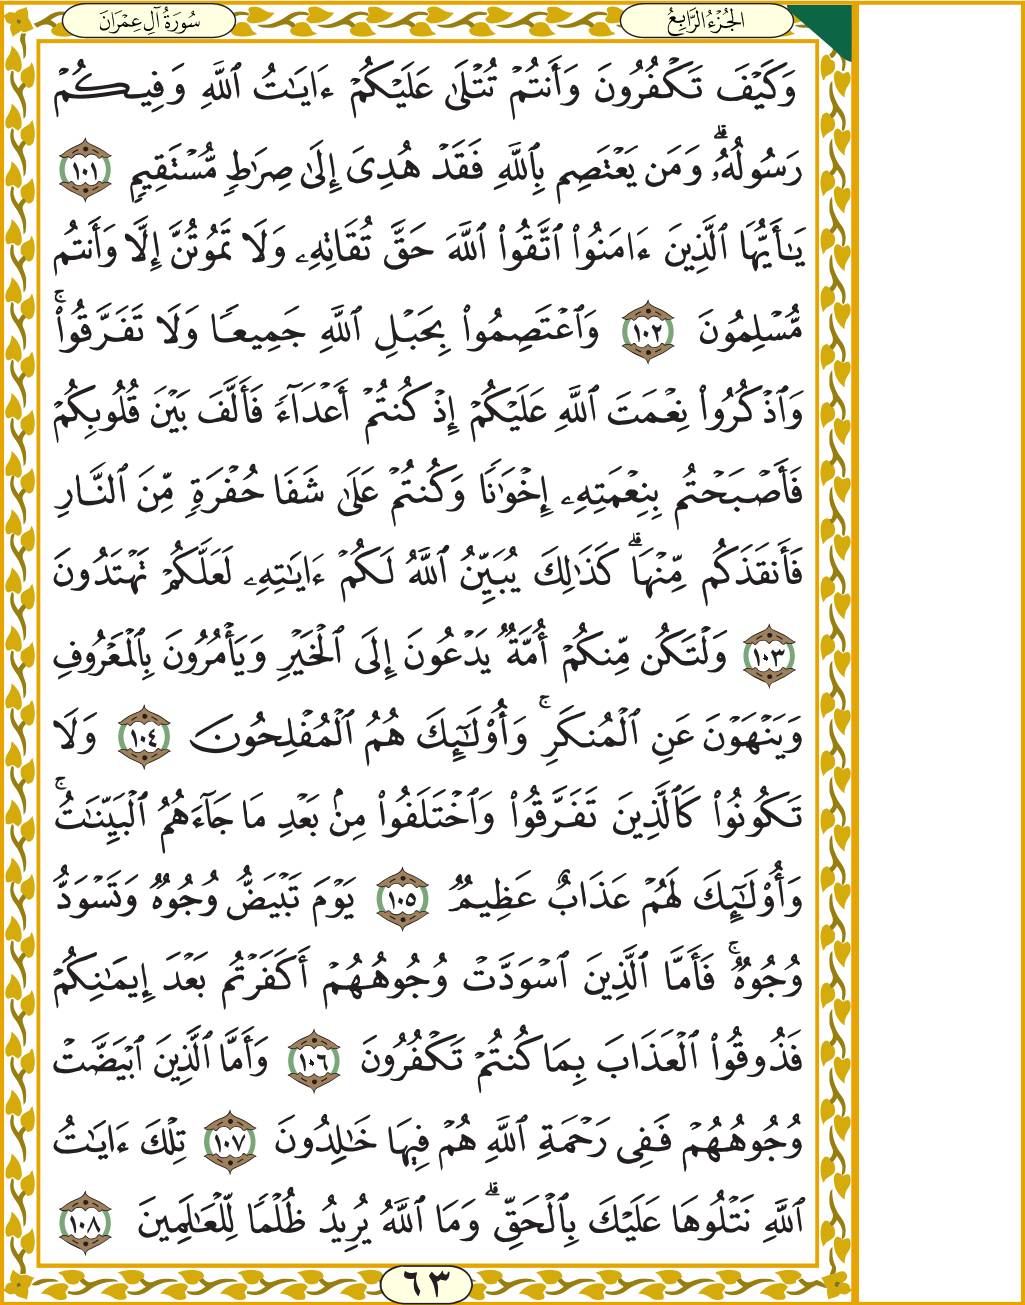 الجُزْءُ الرَّابِعُ
سُورَةُ آلِ عِمْرَان
وَكَيْفَ تَكْفُرُونَ وَأَنتُمْ تُتْلَىٰ عَلَيْكُمْ ءَايَـٰتُ ٱللَّهِ وَفِيكُمْ
رَسُولُهُۥ ۗ وَمَن يَعْتَصِم بِٱللَّهِ فَقَدْ هُدِىَ إِلَىٰ صِرَٰطٍ مُّسْتَقِيمٍ ١٠١
يَـٰٓأَيُّهَا ٱلَّذِينَ ءَامَنُوا۟ ٱتَّقُوا۟ ٱللَّهَ حَقَّ تُقَاتِهِۦ وَلَا تَمُوتُنَّ إِلَّا وَأَنتُم
مُّسْلِمُونَ ١٠٢ وَٱعْتَصِمُوا۟ بِحَبْلِ ٱللَّهِ جَمِيعًا وَلَا تَفَرَّقُوا۟ ۚ
وَٱذْكُرُوا۟ نِعْمَتَ ٱللَّهِ عَلَيْكُمْ إِذْ كُنتُمْ أَعْدَآءً فَأَلَّفَ بَيْنَ قُلُوبِكُمْ
فَأَصْبَحْتُم بِنِعْمَتِهِۦٓ إِخْوَٰنًا وَكُنتُمْ عَلَىٰ شَفَا حُفْرَةٍ مِّنَ ٱلنَّارِ
فَأَنقَذَكُم مِّنْهَا ۗ كَذَٰلِكَ يُبَيِّنُ ٱللَّهُ لَكُمْ ءَايَـٰتِهِۦ لَعَلَّكُمْ تَهْتَدُونَ
١٠٣ وَلْتَكُن مِّنكُمْ أُمَّةٌ يَدْعُونَ إِلَى ٱلْخَيْرِ وَيَأْمُرُونَ بِٱلْمَعْرُوفِ
وَيَنْهَوْنَ عَنِ ٱلْمُنكَرِ ۚ وَأُو۟لَـٰٓئِكَ هُمُ ٱلْمُفْلِحُونَ ١٠٤ وَلَا
تَكُونُوا۟ كَٱلَّذِينَ تَفَرَّقُوا۟ وَٱخْتَلَفُوا۟ مِنۢ بَعْدِ مَا جَآءَهُمُ ٱلْبَيِّنَـٰتُ ۚ
وَأُو۟لَـٰٓئِكَ لَهُمْ عَذَابٌ عَظِيمٌ ١٠٥ يَوْمَ تَبْيَضُّ وُجُوهٌ وَتَسْوَدُّ
وُجُوهٌ ۚ فَأَمَّا ٱلَّذِينَ ٱسْوَدَّتْ وُجُوهُهُمْ أَكَفَرْتُم بَعْدَ إِيمَـٰنِكُمْ
فَذُوقُوا۟ ٱلْعَذَابَ بِمَا كُنتُمْ تَكْفُرُونَ ١٠٦ وَأَمَّا ٱلَّذِينَ ٱبْيَضَّتْ
وُجُوهُهُمْ فَفِى رَحْمَةِ ٱللَّهِ هُمْ فِيهَا خَـٰلِدُونَ ١٠٧ تِلْكَ ءَايَـٰتُ
ٱللَّهِ نَتْلُوهَا عَلَيْكَ بِٱلْحَقِّ ۗ وَمَا ٱللَّهُ يُرِيدُ ظُلْمًا لِّلْعَـٰلَمِينَ ١٠٨
٦٣